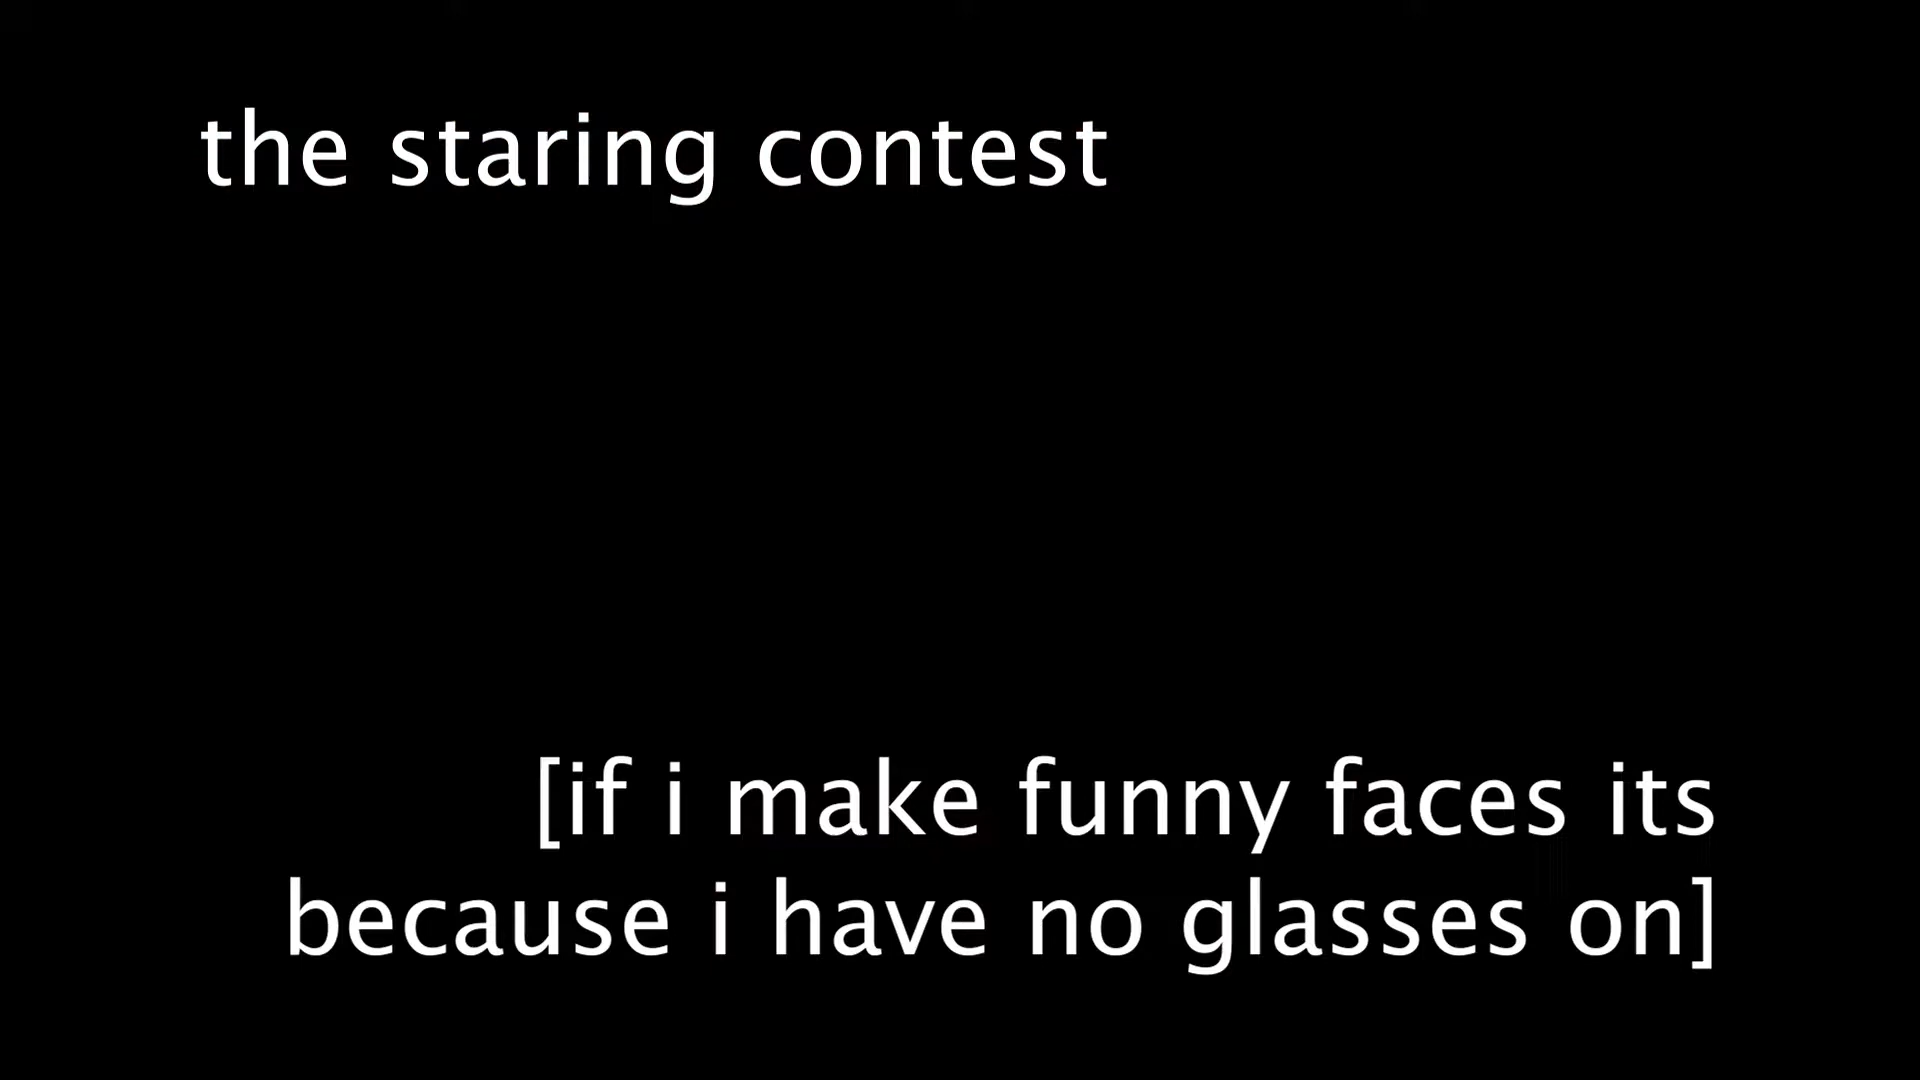 the staring contest
[if i make funny faces its
because i have no glasses on]